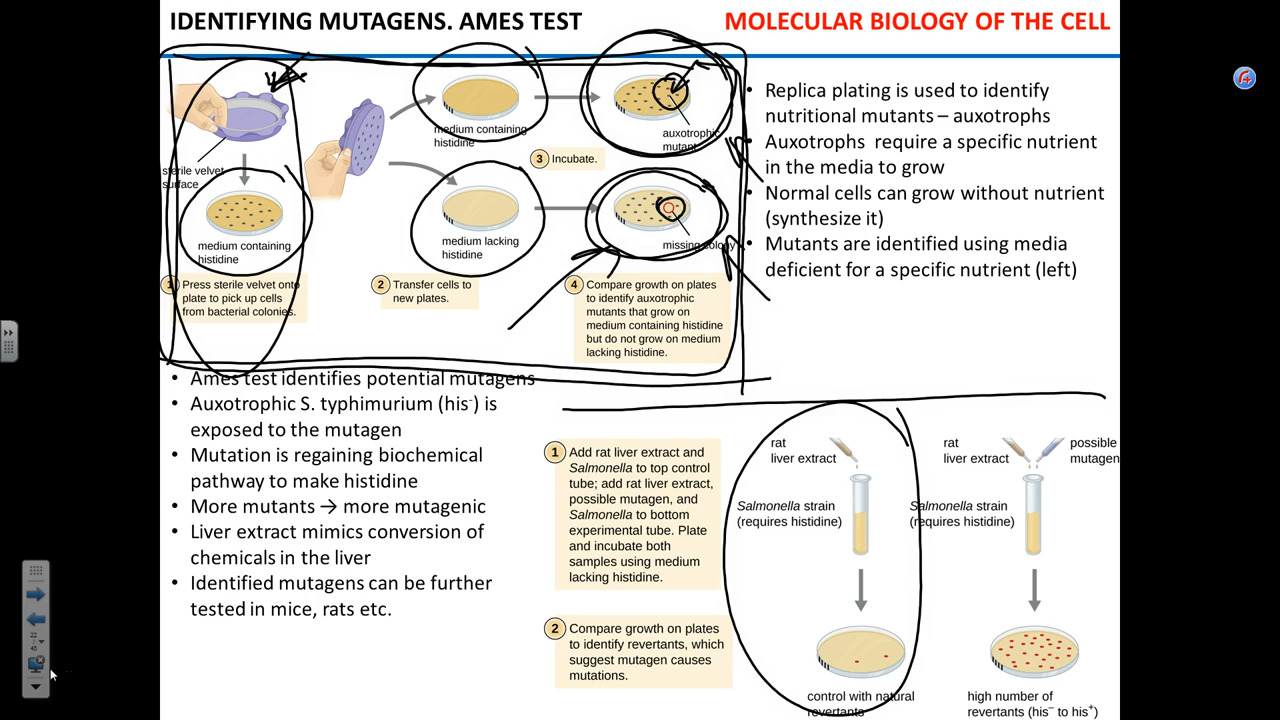 IDENTIFYING MUTAGENS. AMES TEST
MOLECULAR BIOLOGY OF THE CELL
sterile velvet
surface
medium containing
histidine
medium containing
histidine
medium lacking
histidine
3 Incubate.
auxotrophic
mutant
missing colony
1 Press sterile velvet onto
plate to pick up cells
from bacterial colonies.
2 Transfer cells to
new plates.
4 Compare growth on plates
to identify auxotrophic
mutants that grow on
medium containing histidine
but do not grow on medium
lacking histidine.
• Replica plating is used to identify
nutritional mutants – auxotrophs
• Auxotrophs require a specific nutrient
in the media to grow
• Normal cells can grow without nutrient
(synthesize it)
• Mutants are identified using media
deficient for a specific nutrient (left)
• Ames test identifies potential mutagens
• Auxotrophic S. typhimurium (his-) is
exposed to the mutagen
• Mutation is regaining biochemical
pathway to make histidine
• More mutants → more mutagenic
• Liver extract mimics conversion of
chemicals in the liver
• Identified mutagens can be further
tested in mice, rats etc.
1 Add rat liver extract and
Salmonella to top control
tube; add rat liver extract,
possible mutagen, and
Salmonella to bottom
experimental tube. Plate
and incubate both
samples using medium
lacking histidine.
2 Compare growth on plates
to identify revertants, which
suggest mutagen causes
mutations.
rat
liver extract
Salmonella strain
(requires histidine)
control with natural
revertants
rat
liver extract
possible
mutagen
Salmonella strain
(requires histidine)
high number of
revertants (his– to his+)
22
/
45